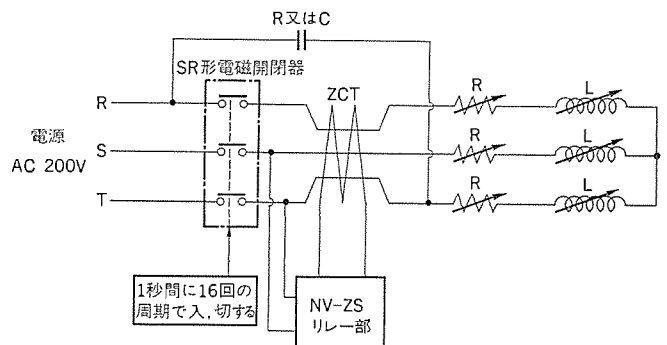 R又はC
SR形電磁開閉器
R
ZCT
R
L
電源
AC 200V
S
R
L
T
R
L
1秒間に16回の
周期で入,切する
NV-ZS
リレー部